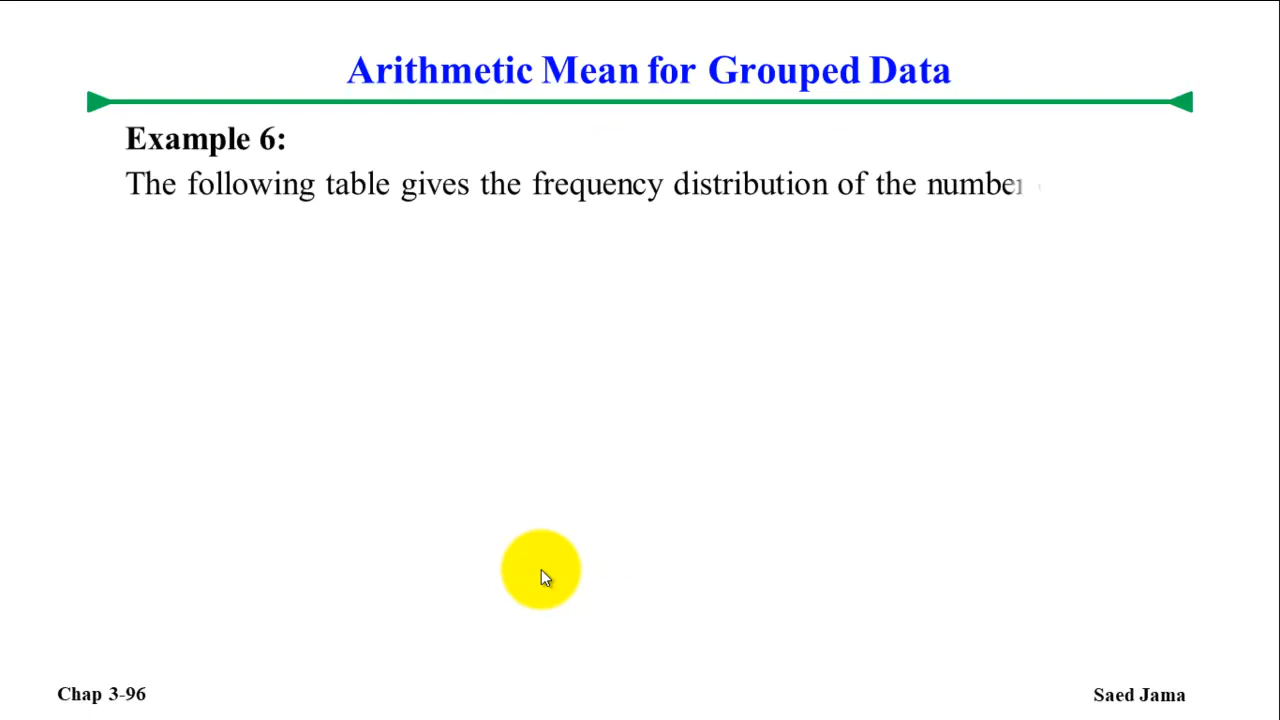 Arithmetic Mean for Grouped Data
Example 6:
The following table gives the frequency distribution of the number
Chap 3-96
Saed Jama